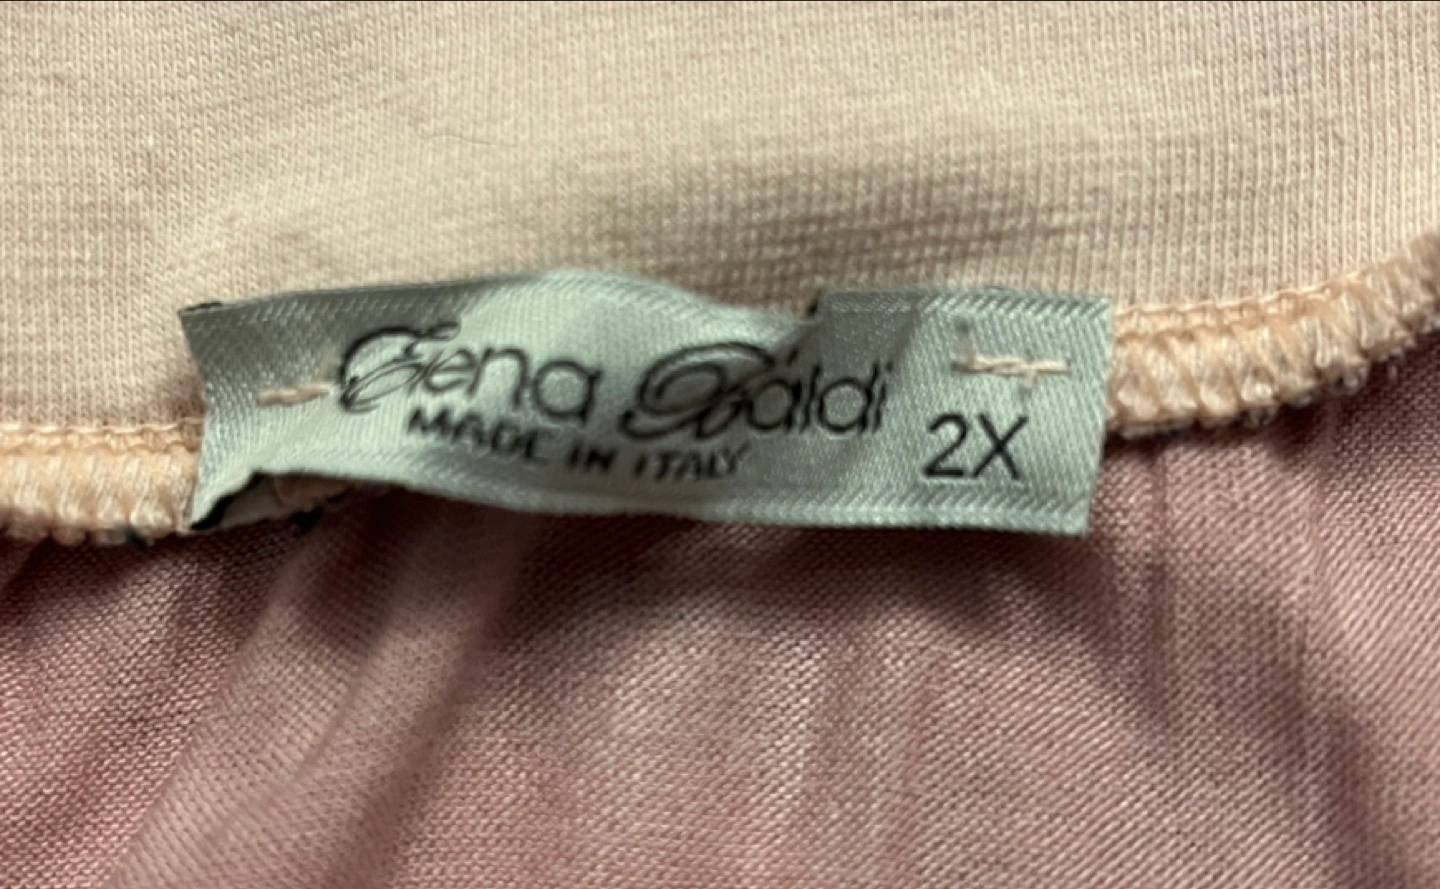 Elena Baldi
MADE IN ITALY
2X